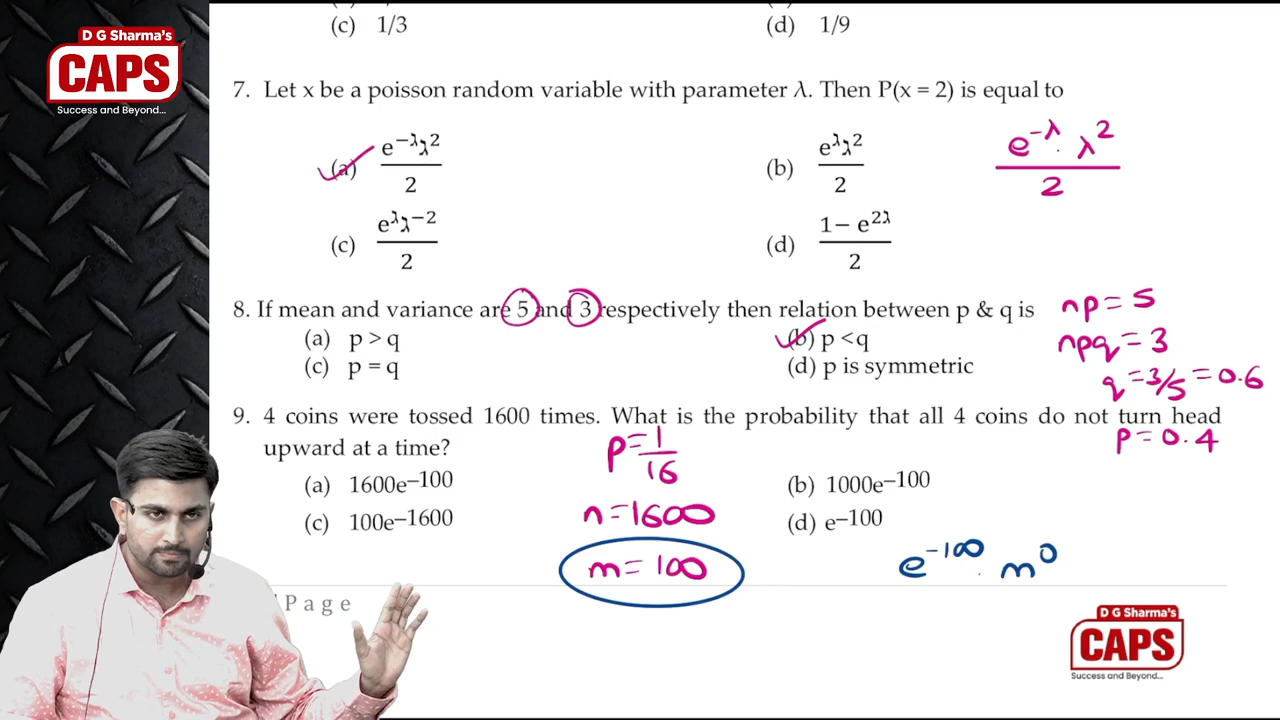 (c) 1/3 (d) 1/9
D G Sharma's
CAPS
Success and Beyond...
7. Let x be a poisson random variable with parameter λ. Then P(x = 2) is equal to
(a) e^−λλ^2/2 (b) e^λλ^2/2
e^-λ · λ^2/2
(c) e^λλ^−2/2 (d) 1− e^2λ/2
8. If mean and variance are 5 and 3 respectively then relation between p & q is
np = 5
(a) p > q (b) p <q
npq = 3
(c) p = q (d) p is symmetric
q = 3/5 = 0.6
9. 4 coins were tossed 1600 times. What is the probability that all 4 coins do not turn head
p = 0.4
upward at a time?
p = 1/16
(a) 1600e^−100 (b) 1000e^−100
n = 1600
(c) 100e^−1600 (d) e^−100
m = 100
e^-100 · m^0
Page
D G Sharma's
CAPS
Success and Beyond...